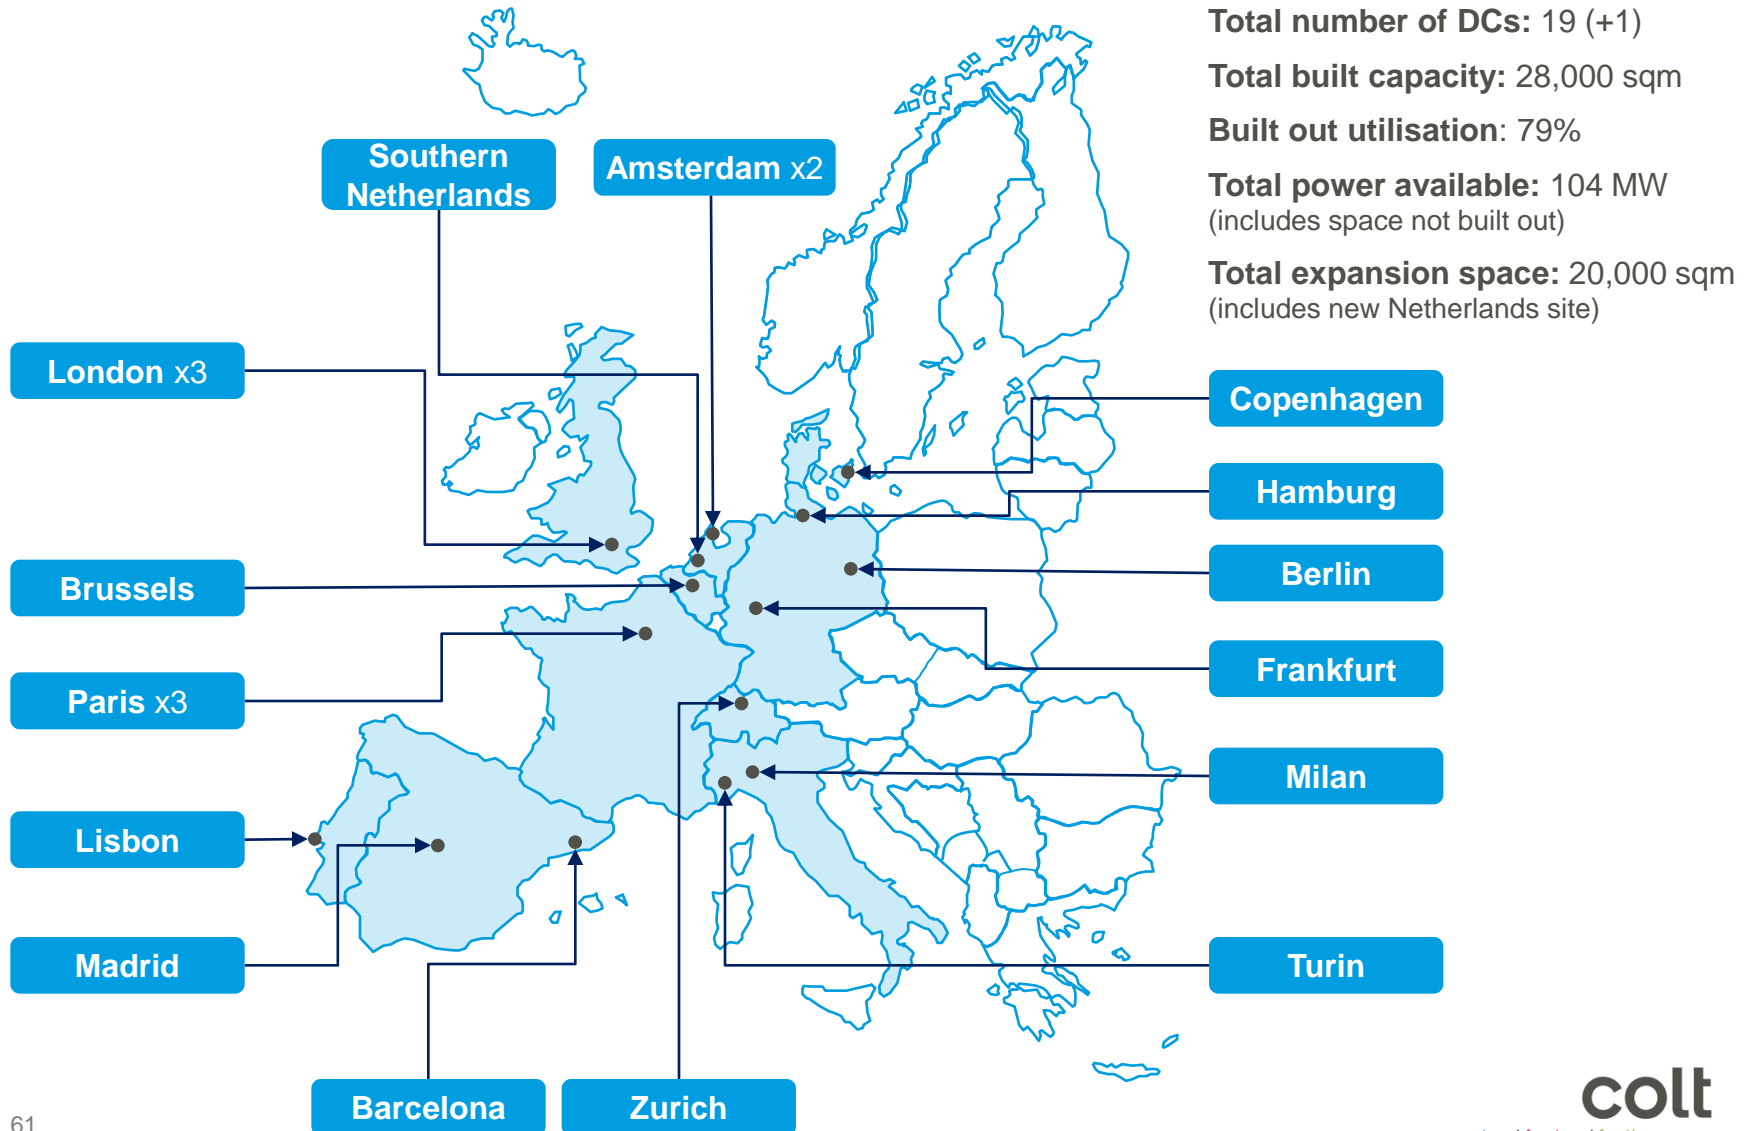 Total number of DCs: 19 (+1)
Total built capacity: 28,000 sqm
Built out utilisation: 79%
Total power available: 104 MW
(includes space not built out)
Total expansion space: 20,000 sqm
(includes new Netherlands site)
Southern
Netherlands
Amsterdam x2
London x3
Brussels
Paris x3
Lisbon
Madrid
Barcelona
Zurich
Copenhagen
Hamburg
Berlin
Frankfurt
Milan
Turin
colt
61